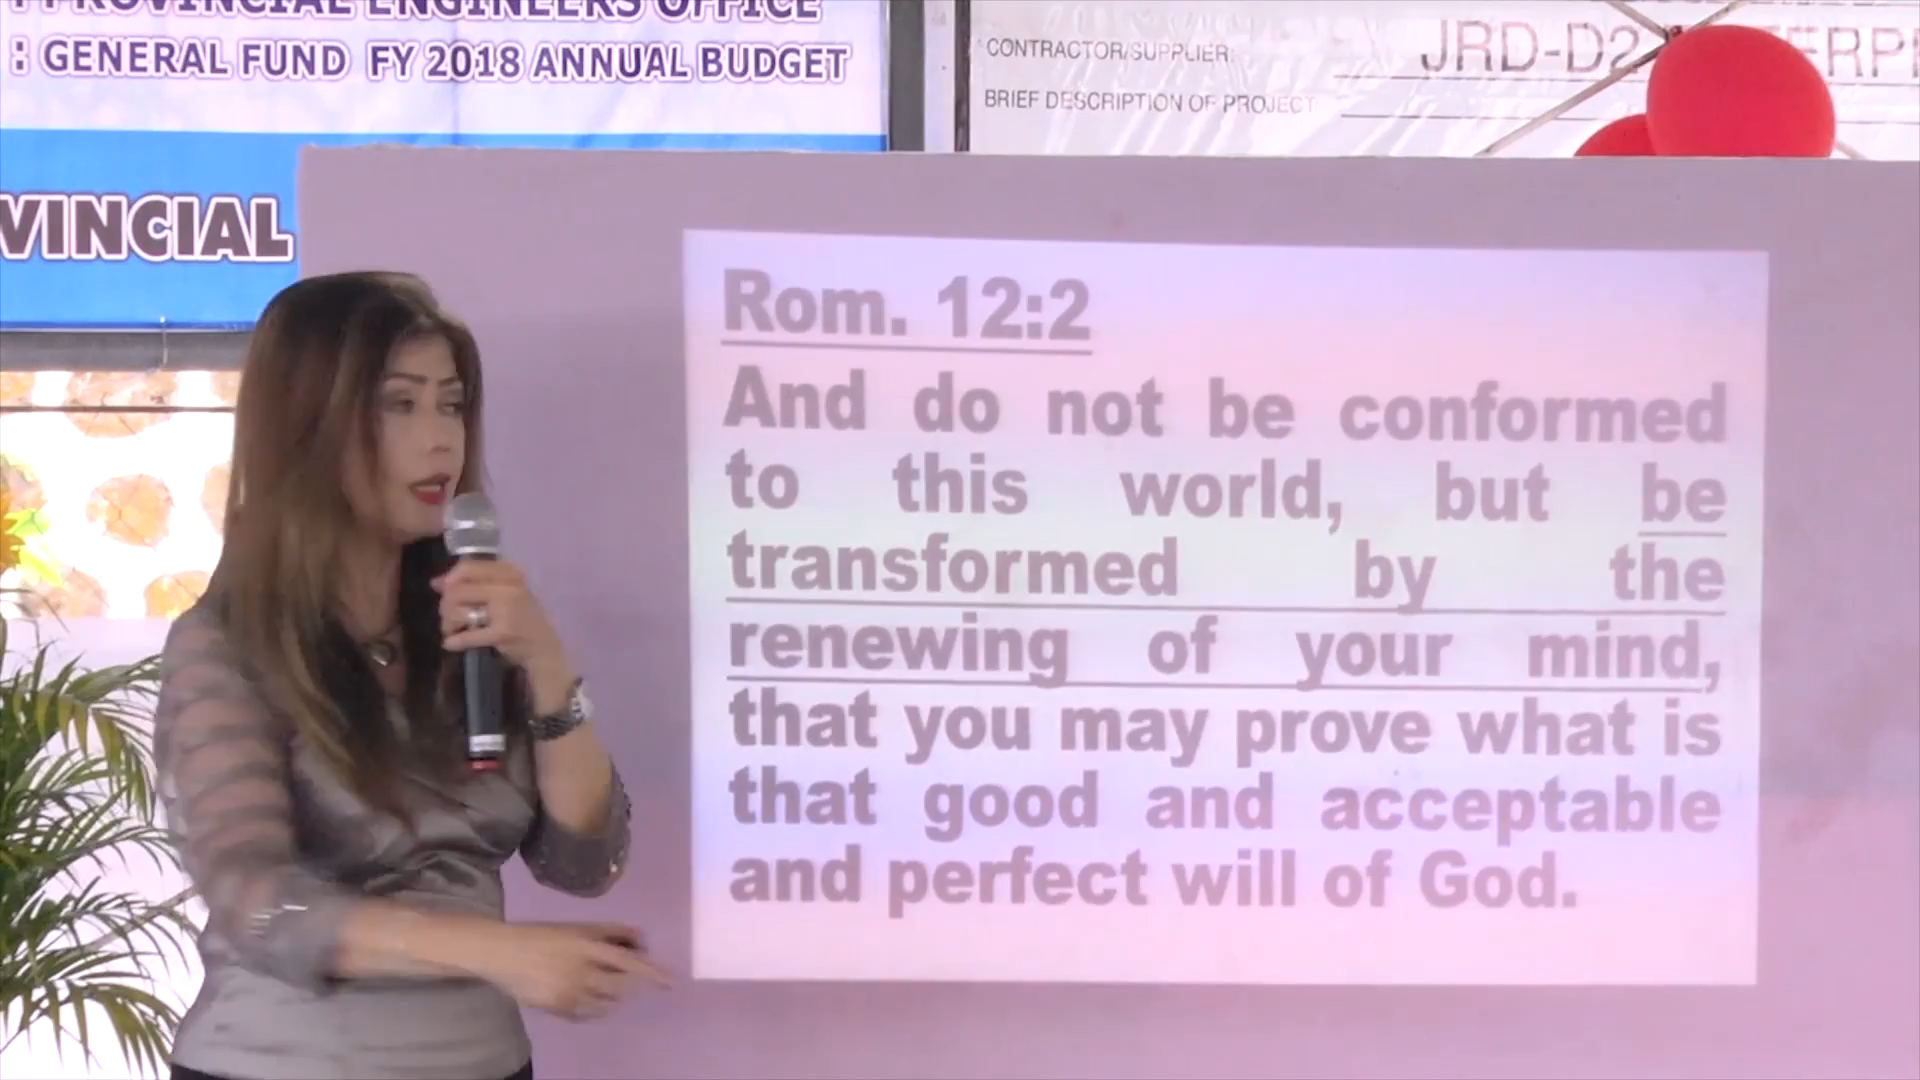 : PROVINCIAL ENGINEERS OFFICE
: GENERAL FUND FY 2018 ANNUAL BUDGET
VINCIAL
CONTRACTOR/SUPPLIER:
JRD-D2
BRIEF DESCRIPTION OF PROJECT
Rom. 12:2
And do not be conformed
to this world, but be
transformed by the
renewing of your mind,
that you may prove what is
that good and acceptable
and perfect will of God.